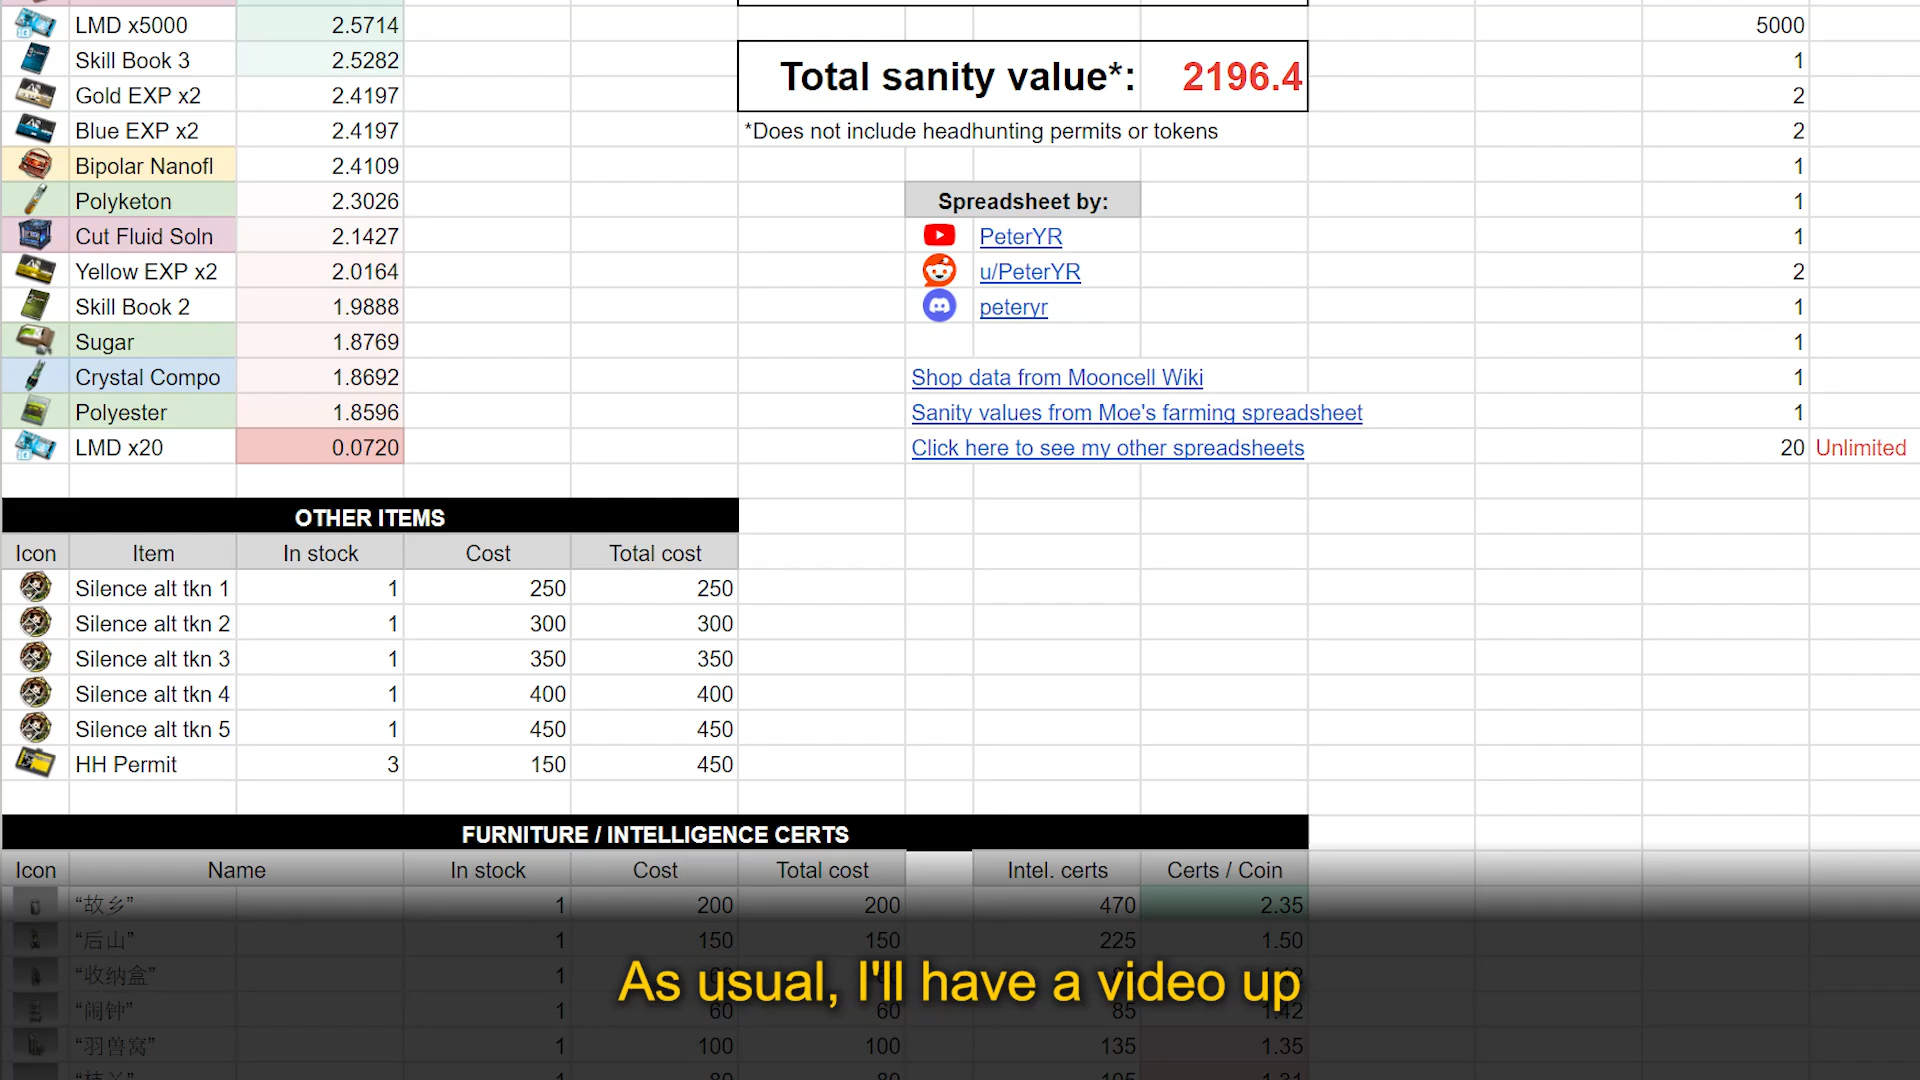 LMD x5000 2.5714 5000
Skill Book 3 2.5282 Total sanity value*: 2196.4 1
Gold EXP x2 2.4197 2
Blue EXP x2 2.4197 *Does not include headhunting permits or tokens 2
Bipolar Nanofl 2.4109 1
Polyketon 2.3026 Spreadsheet by: 1
Cut Fluid Soln 2.1427 PeterYR 1
Yellow EXP x2 2.0164 u/PeterYR 2
Skill Book 2 1.9888 peteryr 1
Sugar 1.8769 1
Crystal Compo 1.8692 Shop data from Mooncell Wiki 1
Polyester 1.8596 Sanity values from Moe's farming spreadsheet 1
LMD x20 0.0720 Click here to see my other spreadsheets 20 Unlimited
OTHER ITEMS
Icon Item In stock Cost Total cost
Silence alt tkn 1 1 250 250
Silence alt tkn 2 1 300 300
Silence alt tkn 3 1 350 350
Silence alt tkn 4 1 400 400
Silence alt tkn 5 1 450 450
HH Permit 3 150 450
FURNITURE / INTELLIGENCE CERTS
Icon Name In stock Cost Total cost Intel. certs Certs / Coin
“故乡” 1 200 200 470 2.35
“后山” 1 150 150 225 1.50
“收纳盒” 1
As usual, I'll have a video up
“闹钟” 1 60 60 85 1.42
“羽兽窝” 1 100 100 135 1.35